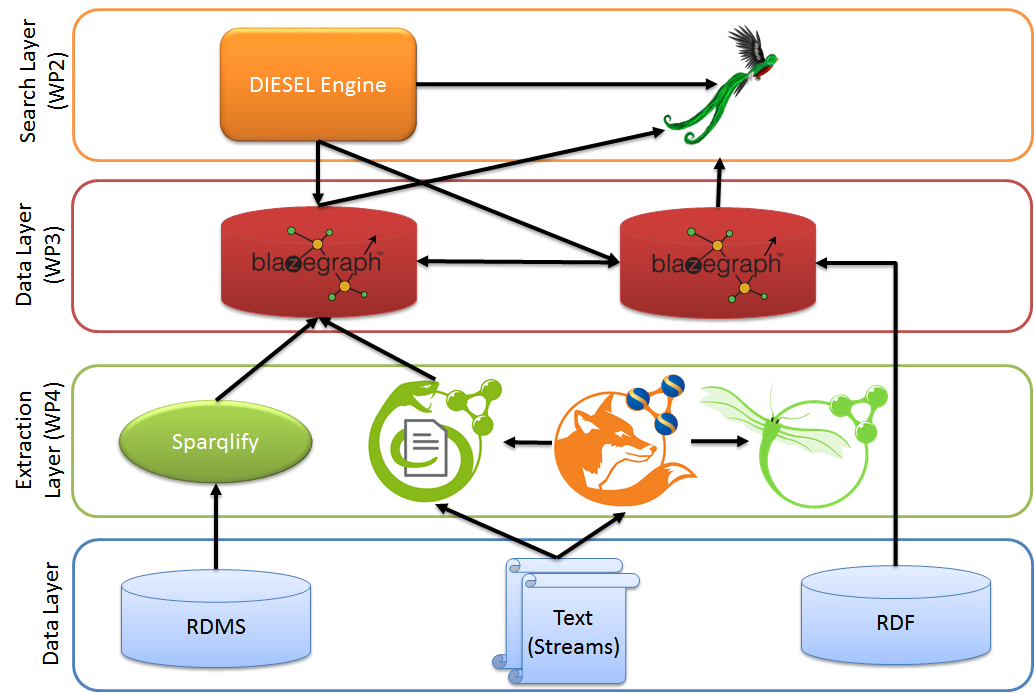 Search Layer
(WP2)
DIESEL Engine
Data Layer
(WP3)
blazegraph™
blazegraph™
Extraction
Layer (WP4)
Sparqlify
Data Layer
RDMS
Text
(Streams)
RDF